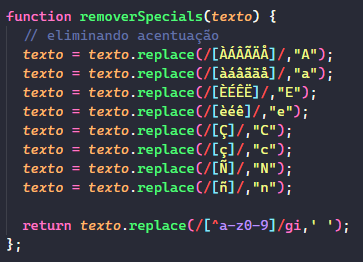 function removerSpecials(texto) {
// eliminando acentuação
texto = texto.replace(/[ÀÁÂÃÄÅ]/,"A");
texto = texto.replace(/[àáâãäå]/,"a");
texto = texto.replace(/[ÈÉÊË]/,"E");
texto = texto.replace(/[èéê]/,"e");
texto = texto.replace(/[Ç]/,"C");
texto = texto.replace(/[ç]/,"c");
texto = texto.replace(/[Ñ]/,"N");
texto = texto.replace(/[ñ]/,"n");
return texto.replace(/[^a-z0-9]/gi,' ');
};